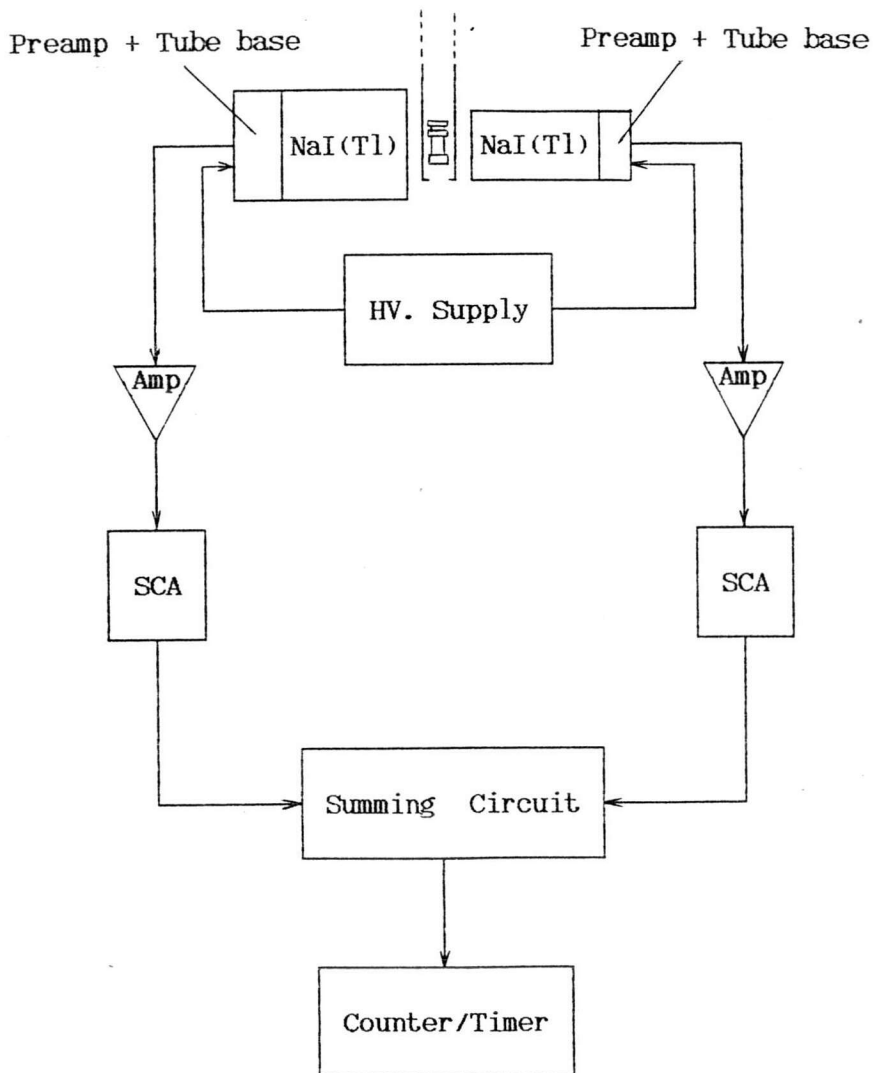 Preamp + Tube base
Preamp + Tube base
NaI(Tl)
NaI(Tl)
HV. Supply
Amp
Amp
SCA
SCA
Summing Circuit
Counter/Timer